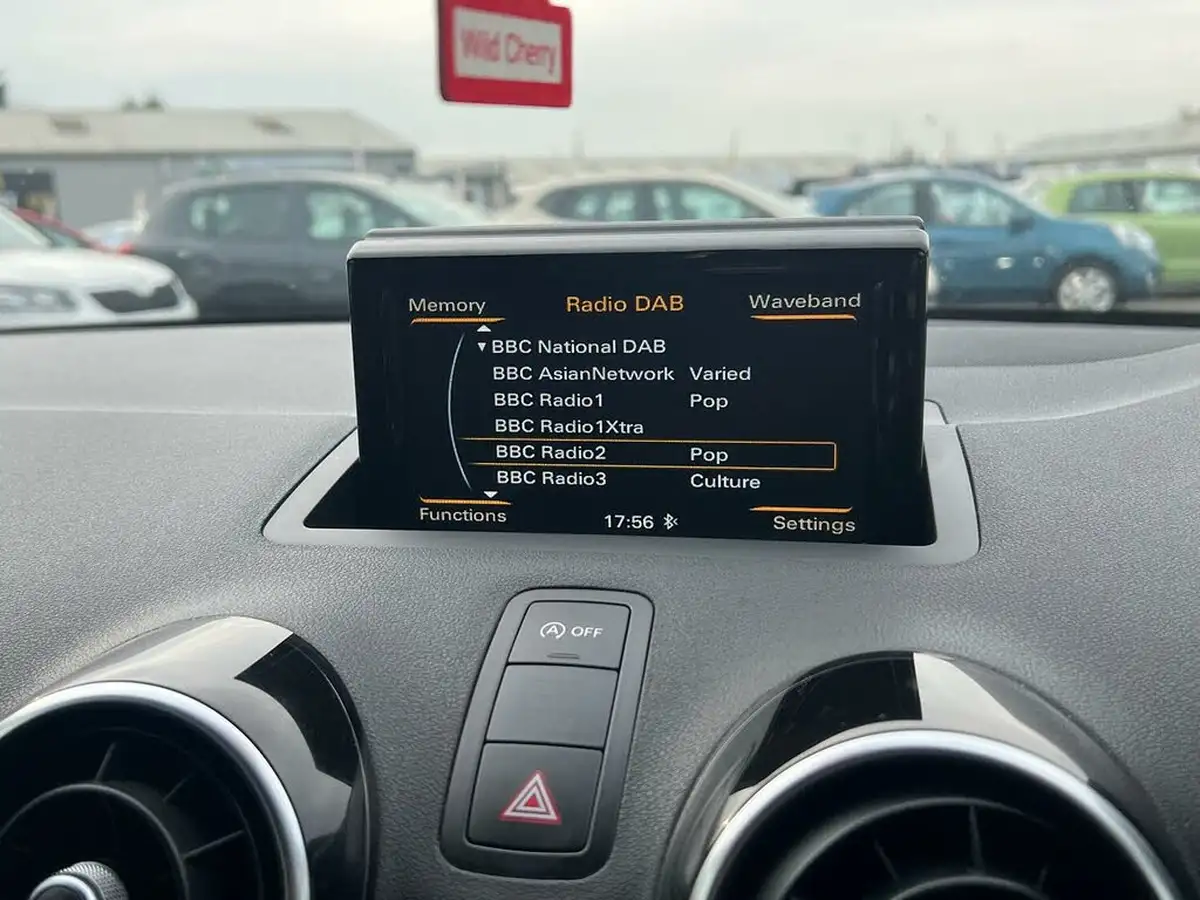 Wild Cherry
Memory Radio DAB Waveband
BBC National DAB
BBC AsianNetwork Varied
BBC Radio1 Pop
BBC Radio1Xtra
BBC Radio2 Pop
BBC Radio3 Culture
Functions 17:56 Settings
A OFF